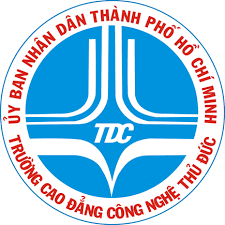 ỦY BAN NHÂN DÂN THÀNH PHỐ HỒ CHÍ MINH
TDC
TRƯỜNG CAO ĐẲNG CÔNG NGHỆ THỦ ĐỨC